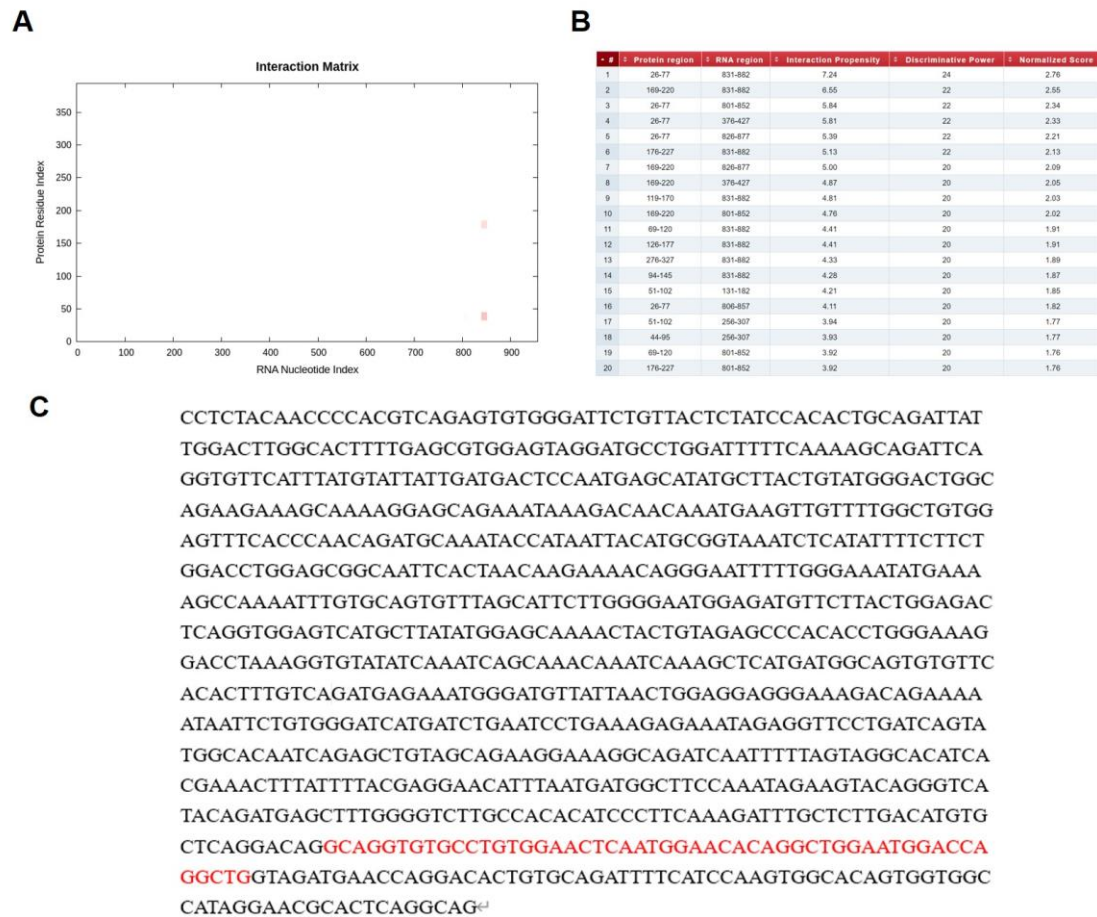 A
B
Interaction Matrix
350
300
250
200
150
100
50
0
0 100 200 300 400 500 600 700 800 900
Protein Residue Index
RNA Nucleotide Index
# Protein region RNA region Interaction Propensity Discriminative Power Normalized Score
1 26-77 831-882 7.24 24 2.76
2 169-220 831-882 6.55 22 2.55
3 26-77 801-852 5.84 22 2.34
4 26-77 376-427 5.81 22 2.33
5 26-77 826-877 5.39 22 2.21
6 176-227 831-882 5.13 22 2.13
7 169-220 826-877 5.00 20 2.09
8 169-220 376-427 4.87 20 2.05
9 119-170 831-882 4.81 20 2.03
10 169-220 801-852 4.76 20 2.02
11 69-120 831-882 4.41 20 1.91
12 126-177 831-882 4.41 20 1.91
13 276-327 831-882 4.33 20 1.89
14 94-145 831-882 4.28 20 1.87
15 51-102 131-182 4.21 20 1.85
16 26-77 806-857 4.11 20 1.82
17 51-102 256-307 3.94 20 1.77
18 44-95 256-307 3.93 20 1.77
19 69-120 801-852 3.92 20 1.76
20 176-227 801-852 3.92 20 1.76
C
CCTCTACAACCCCACGTCAGAGTGTGGGATTCTGTTACTCTATCCACACTGCAGATTAT
TGGACTTGGCACTTTTGAGCGTGGAGTAGGATGCCTGGATTTTTCAAAAGCAGATTCA
GGTGTTCATTTATGTATTATTGATGACTCCAATGAGCATATGCTTACTGTATGGGACTGGC
AGAAGAAAGCAAAAGGAGCAGAAATAAAGACAACAAATGAAGTTGTTTTGGCTGTGG
AGTTTCACCCAACAGATGCAAATACCATAATTACATGCGGTAAATCTCATATTTTCTTCT
GGACCTGGAGCGGCAATTCACTAACAAGAAAACAGGGAATTTTTGGGAAATATGAAA
AGCCAAAATTTGTGCAGTGTTTAGCATTCTTGGGGAATGGAGATGTTCTTACTGGAGAC
TCAGGTGGAGTCATGCTTATATGGAGCAAAACTACTGTAGAGCCCACACCTGGGAAAG
GACCTAAAGGTGTATATCAAATCAGCAAACAAATCAAAGCTCATGATGGCAGTGTGTTC
ACACTTTGTCAGATGAGAAATGGGATGTTATTAACTGGAGGAGGGAAAGACAGAAAA
ATAATTCTGTGGGATCATGATCTGAATCCTGAAAGAGAAATAGAGGTTCCTGATCAGTA
TGGCACAATCAGAGCTGTAGCAGAAGGAAAGGCAGATCAATTTTTAGTAGGCACATCA
CGAAACTTTATTTTACGAGGAACATTTAATGATGGCTTCCAAATAGAAGTACAGGGTCA
TACAGATGAGCTTTGGGGTCTTGCCACACATCCCTTCAAAGATTTGCTCTTGACATGTG
CTCAGGACAGGCAGGTGTGCCTGTGGAACTCAATGGAACACAGGCTGGAATGGACCA
GGCTGGTAGATGAACCAGGACACTGTGCAGATTTTCATCCAAGTGGCACAGTGGTGGC
CATAGGAACGCACTCAGGCAG